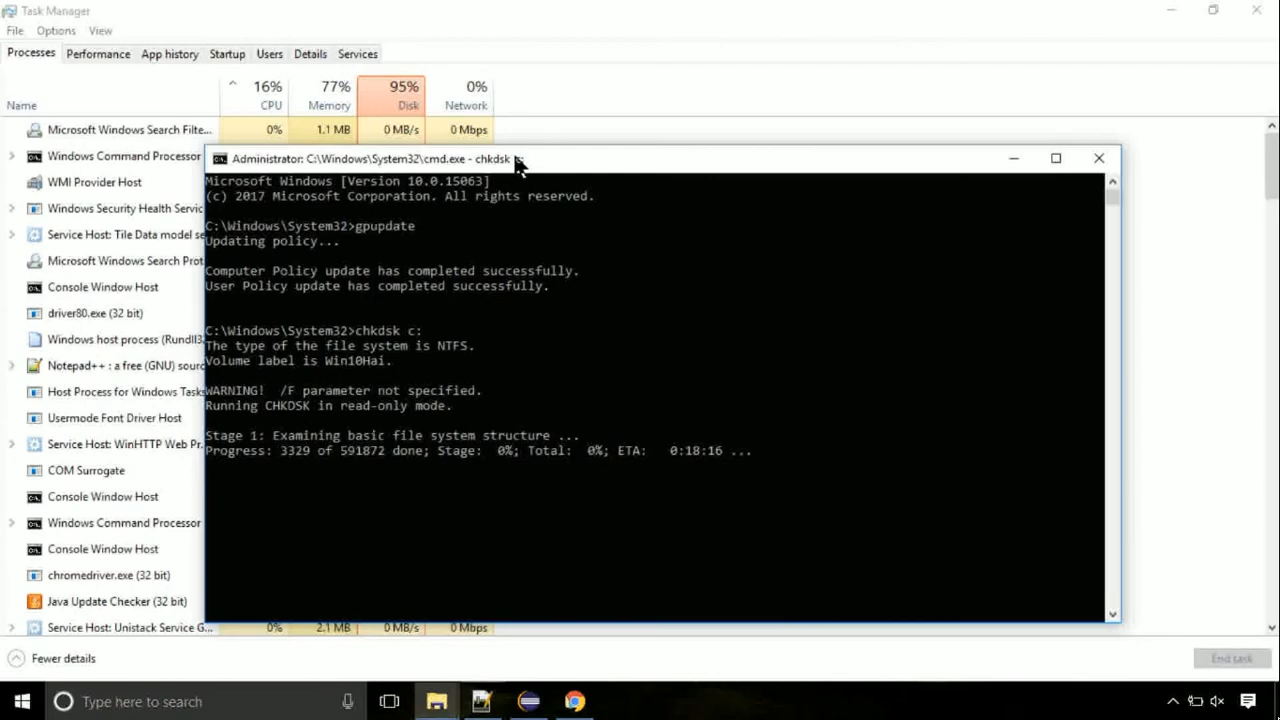 Task Manager
File Options View
Processes Performance App history Startup Users Details Services
16% 77% 95% 0%
Name CPU Memory Disk Network
Microsoft Windows Search Filte... 0% 1.1 MB 0 MB/s 0 Mbps
Windows Command Processor
WMI Provider Host
Windows Security Health Servic
Service Host: Tile Data model se
Microsoft Windows Search Prot
Console Window Host
driver80.exe (32 bit)
Windows host process (Rundll3
Notepad++ : a free (GNU) sourc
Host Process for Windows Task
Usermode Font Driver Host
Service Host: WinHTTP Web Pr
COM Surrogate
Console Window Host
Windows Command Processor
Console Window Host
chromedriver.exe (32 bit)
Java Update Checker (32 bit)
Service Host: Unistack Service G... 0% 2.1 MB 0 MB/s 0 Mbps
Administrator: C:\Windows\System32\cmd.exe - chkdsk
Microsoft Windows [Version 10.0.15063]
(c) 2017 Microsoft Corporation. All rights reserved.
C:\Windows\System32>gpupdate
Updating policy...
Computer Policy update has completed successfully.
User Policy update has completed successfully.
C:\Windows\System32>chkdsk c:
The type of the file system is NTFS.
Volume label is Win10Hai.
WARNING! /F parameter not specified.
Running CHKDSK in read-only mode.
Stage 1: Examining basic file system structure ...
Progress: 3329 of 591872 done; Stage: 0%; Total: 0%; ETA: 0:18:16 ...
Fewer details
End task
Type here to search